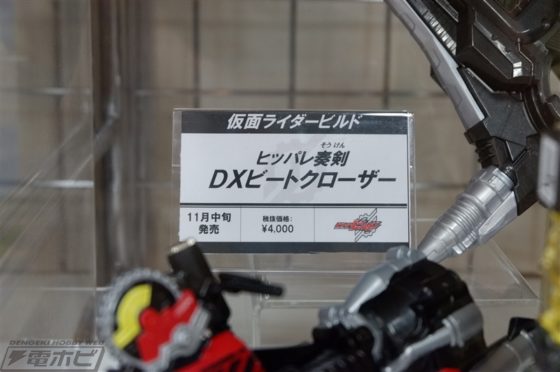 仮面ライダービルド
そうけん
ヒッパレ奏剣
DXビートクローザー
11月中旬
発売
税抜価格:
¥4,000
DENGEKI HOBBY WEB
電ホビ